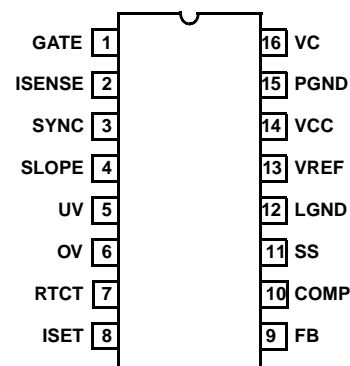 GATE 1 16 VC
ISENSE 2 15 PGND
SYNC 3 14 VCC
SLOPE 4 13 VREF
UV 5 12 LGND
OV 6 11 SS
RTCT 7 10 COMP
ISET 8 9 FB